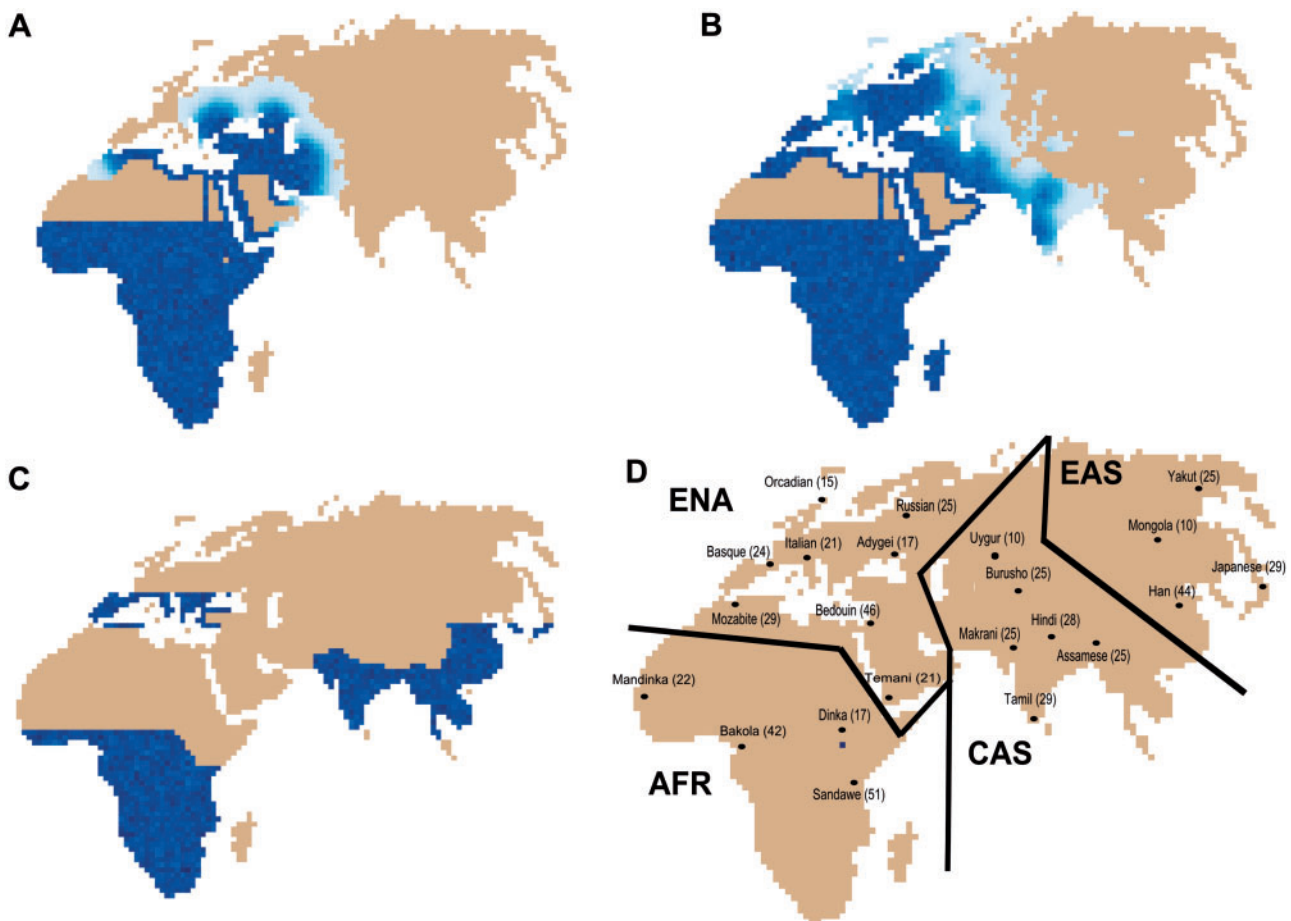 A
B
C
D
ENA
EAS
Orcadian (15)
Yakut (25)
Russian (25)
Mongola (10)
Basque (24)
Italian (21)
Adygei (17)
Uygur (10)
Japanese (29)
Burusho (25)
Han (44)
Mozabite (29)
Bedouin (46)
Hindi (28)
Makrani (25)
Assamese (25)
Mandinka (22)
Temani (21)
Tamil (29)
Dinka (17)
Bakola (42)
CAS
AFR
Sandawe (51)